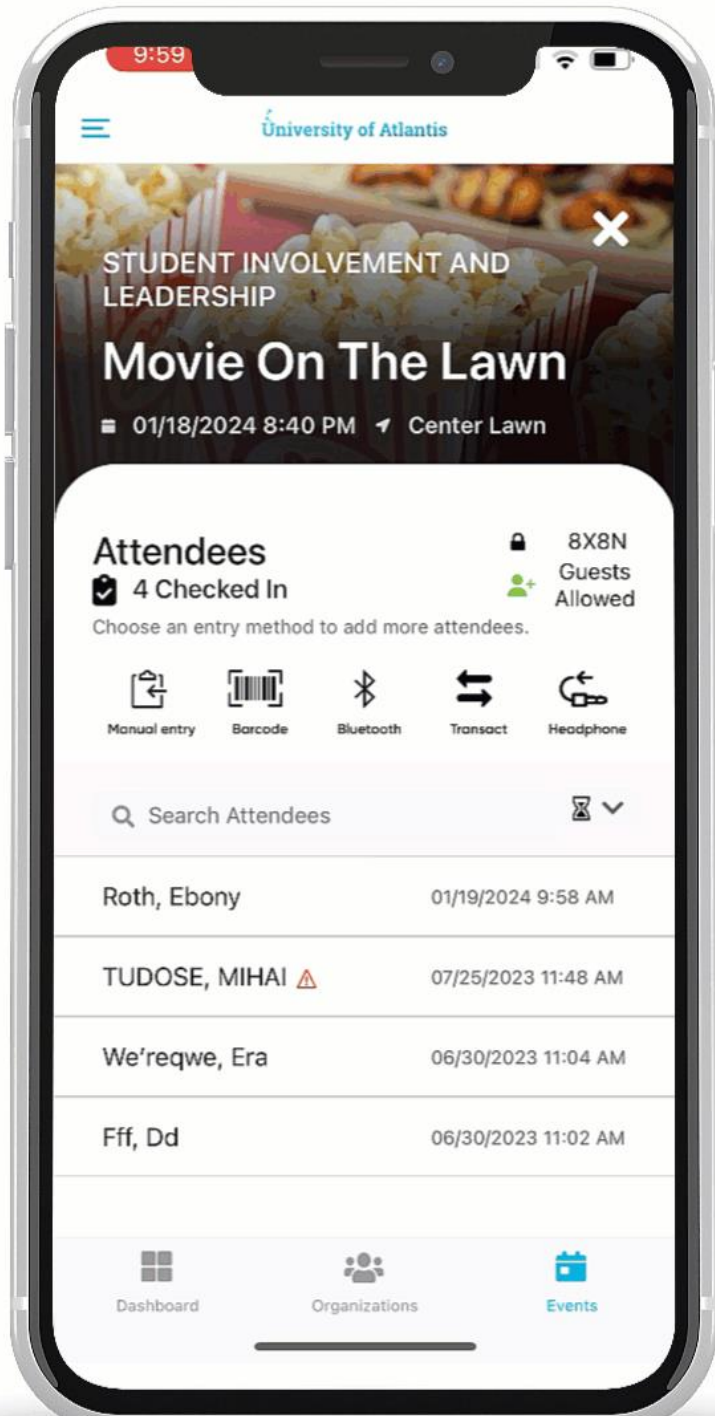 9:59
University of Atlantis
STUDENT INVOLVEMENT AND
LEADERSHIP
Movie On The Lawn
01/18/2024 8:40 PM Center Lawn
Attendees
8X8N
4 Checked In
Guests
Allowed
Choose an entry method to add more attendees.
Manual entry Barcode Bluetooth Transact Headphone
Search Attendees
Roth, Ebony 01/19/2024 9:58 AM
TUDOSE, MIHAI 07/25/2023 11:48 AM
We'reqwe, Era 06/30/2023 11:04 AM
Fff, Dd 06/30/2023 11:02 AM
Dashboard Organizations Events